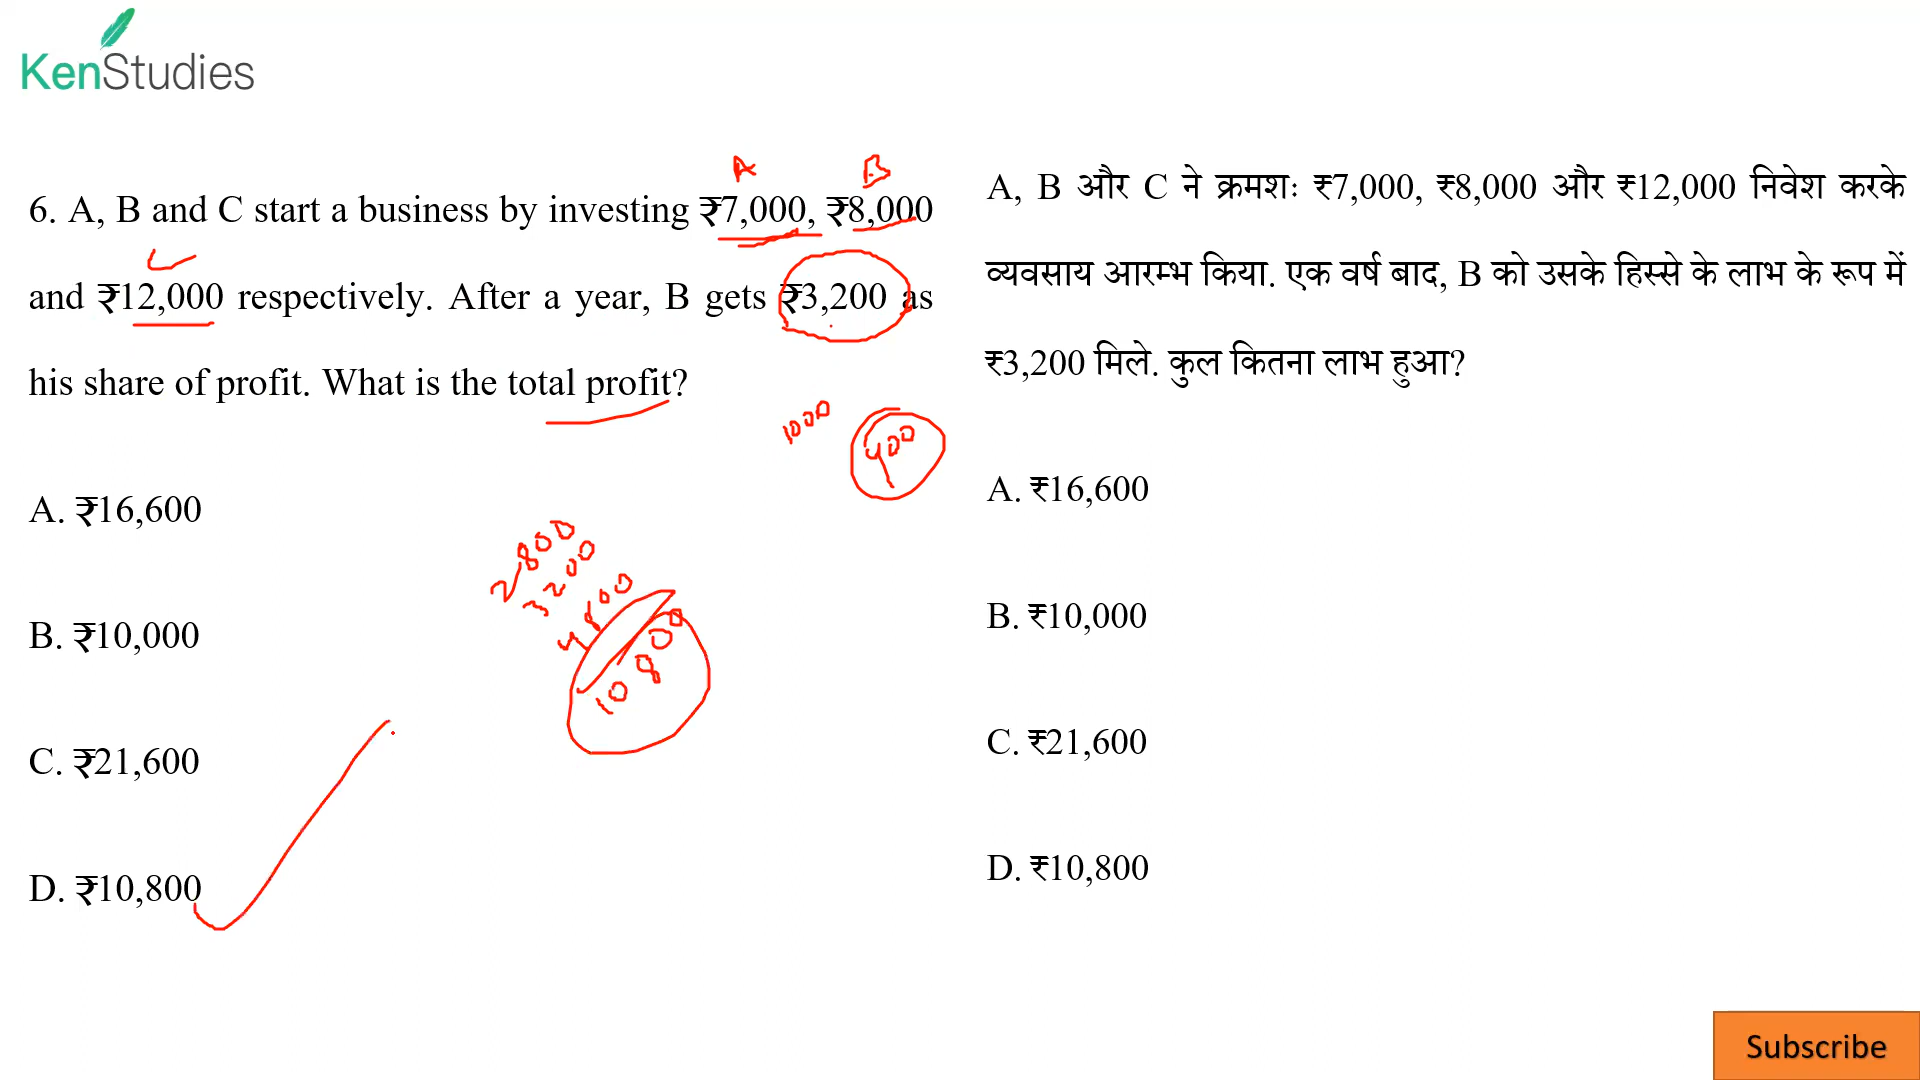 KenStudies
A B
6. A, B and C start a business by investing ₹7,000, ₹8,000
and ₹12,000 respectively. After a year, B gets ₹3,200 as
his share of profit. What is the total profit?
1000 400
A. ₹16,600
2800
3200
4800
10800
B. ₹10,000
C. ₹21,600
D. ₹10,800
A, B और C ने क्रमशः ₹7,000, ₹8,000 और ₹12,000 निवेश करके
व्यवसाय आरम्भ किया. एक वर्ष बाद, B को उसके हिस्से के लाभ के रूप में
₹3,200 मिले. कुल कितना लाभ हुआ?
A. ₹16,600
B. ₹10,000
C. ₹21,600
D. ₹10,800
Subscribe